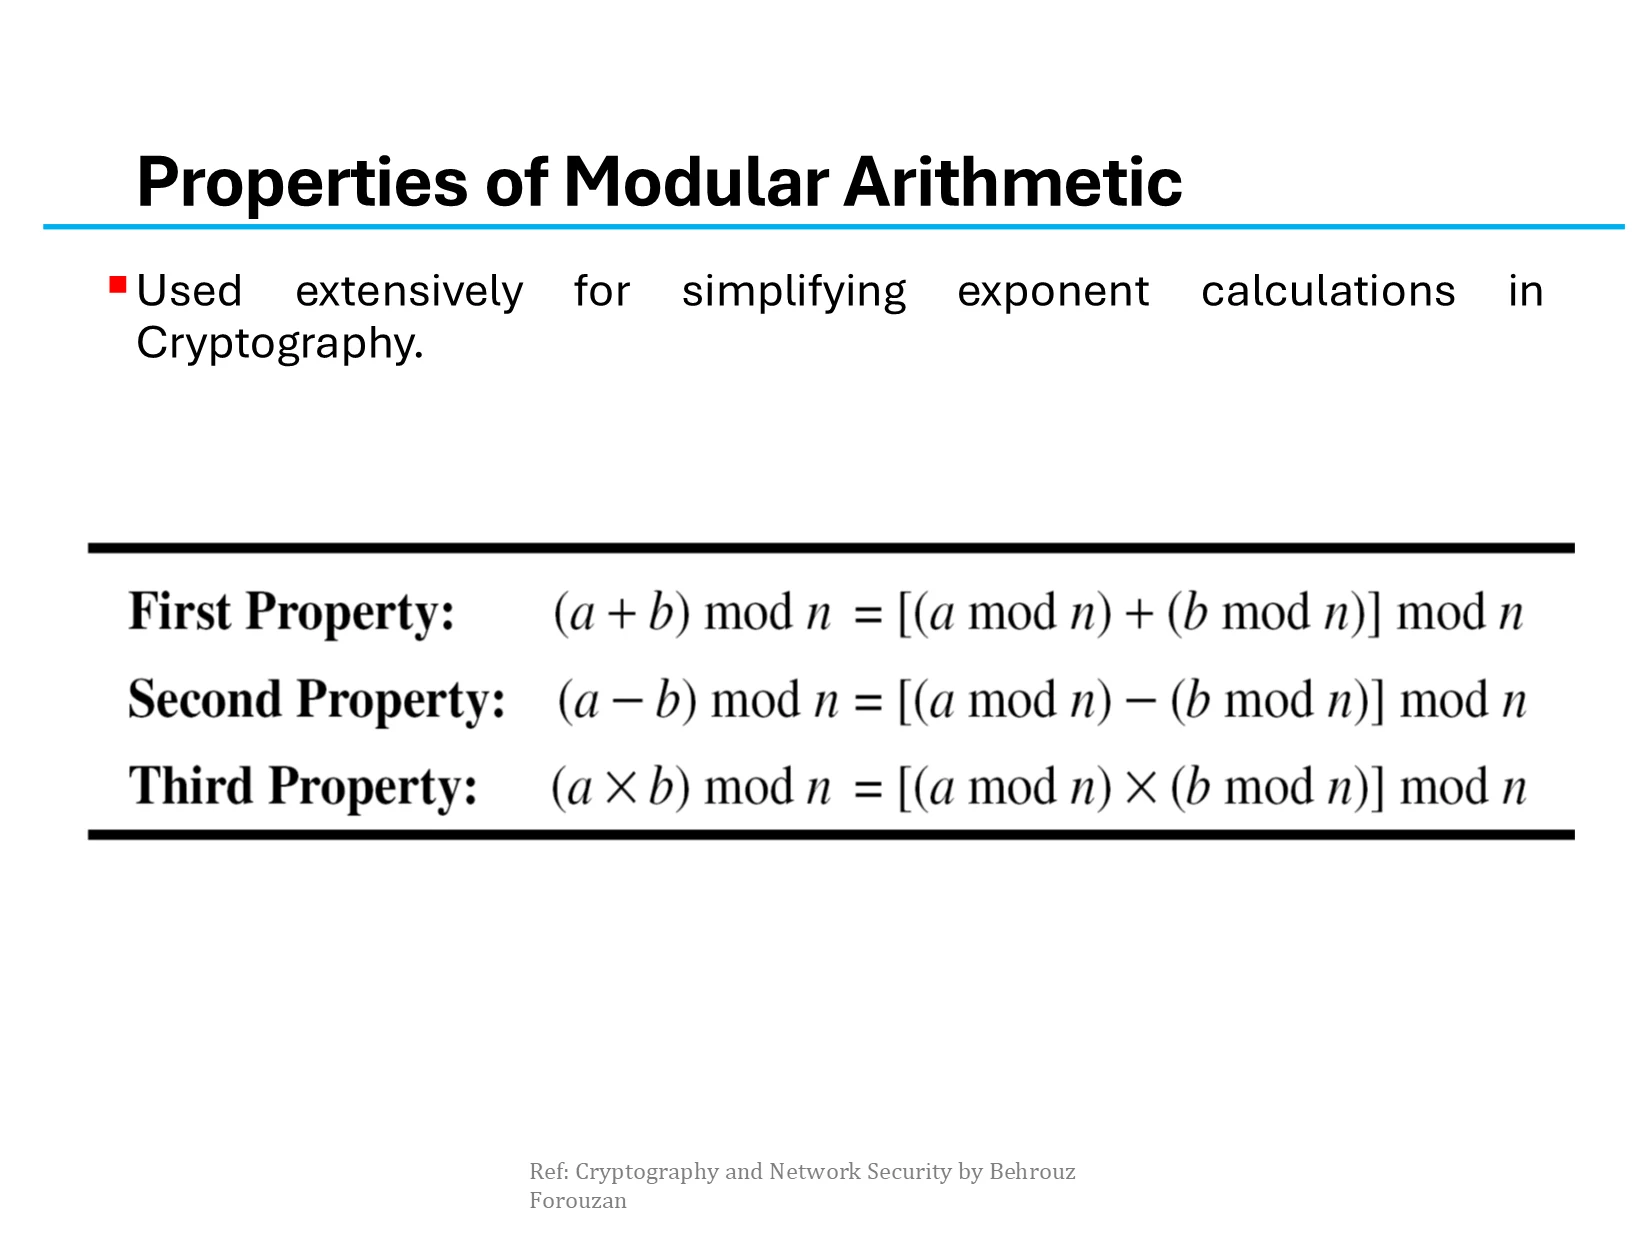 Properties of Modular Arithmetic
Used extensively for simplifying exponent calculations in
Cryptography.
First Property: (a + b) mod n = [(a mod n) + (b mod n)] mod n
Second Property: (a − b) mod n = [(a mod n) − (b mod n)] mod n
Third Property: (a × b) mod n = [(a mod n) × (b mod n)] mod n
Ref: Cryptography and Network Security by Behrouz
Forouzan